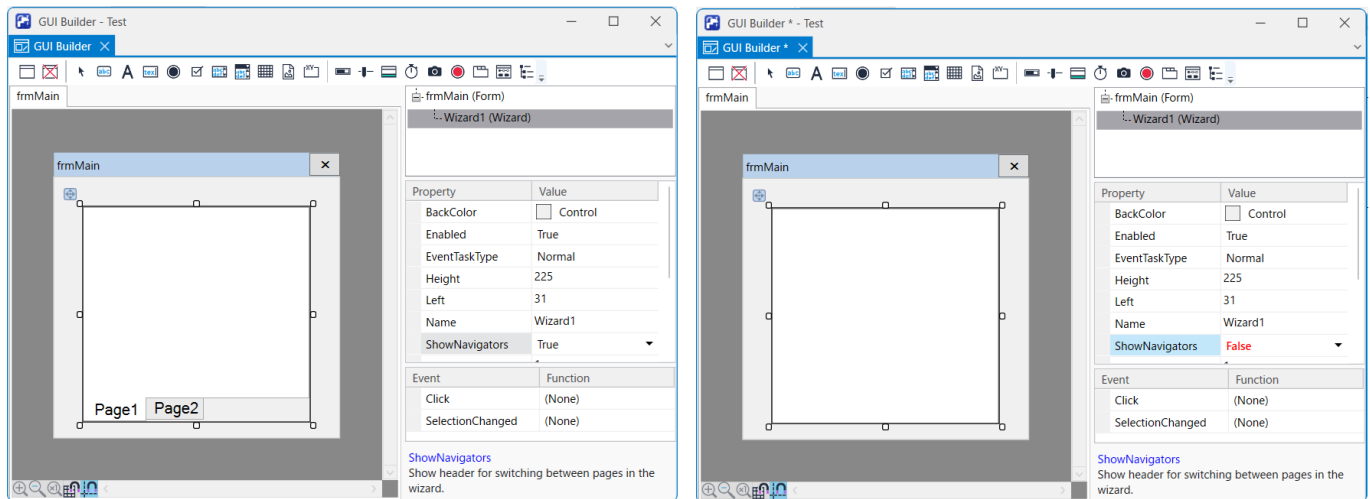 GUI Builder - Test
GUI Builder
abc A text
frmMain
frmMain
Page1 Page2
frmMain (Form)
Wizard1 (Wizard)
Property Value
BackColor Control
Enabled True
EventTaskType Normal
Height 225
Left 31
Name Wizard1
ShowNavigators True
Event Function
Click (None)
SelectionChanged (None)
ShowNavigators
Show header for switching between pages in the
wizard.
GUI Builder * - Test
GUI Builder *
abc A text
frmMain
frmMain
frmMain (Form)
Wizard1 (Wizard)
Property Value
BackColor Control
Enabled True
EventTaskType Normal
Height 225
Left 31
Name Wizard1
ShowNavigators False
Event Function
Click (None)
SelectionChanged (None)
ShowNavigators
Show header for switching between pages in the
wizard.